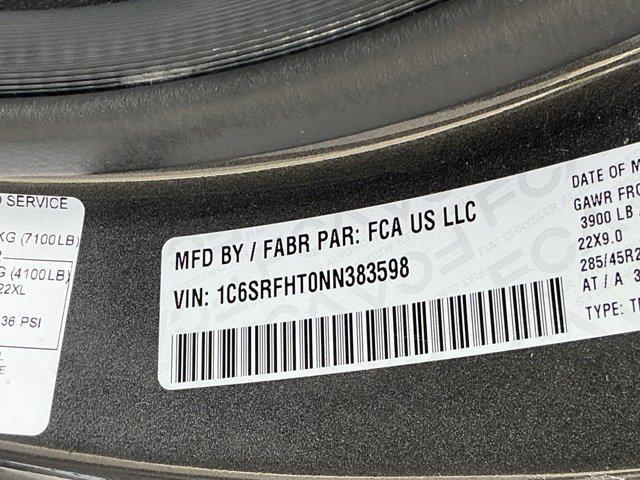 O SERVICE
KG (7100LB)
G (4100LB)
22XL
36 PSI
E
MFD BY / FABR PAR: FCA US LLC
VIN: 1C6SRFHT0NN383598
DATE OF M
GAWR FRO
3900 LB
22X9.0
285/45R2
AT / A 3
TYPE: T